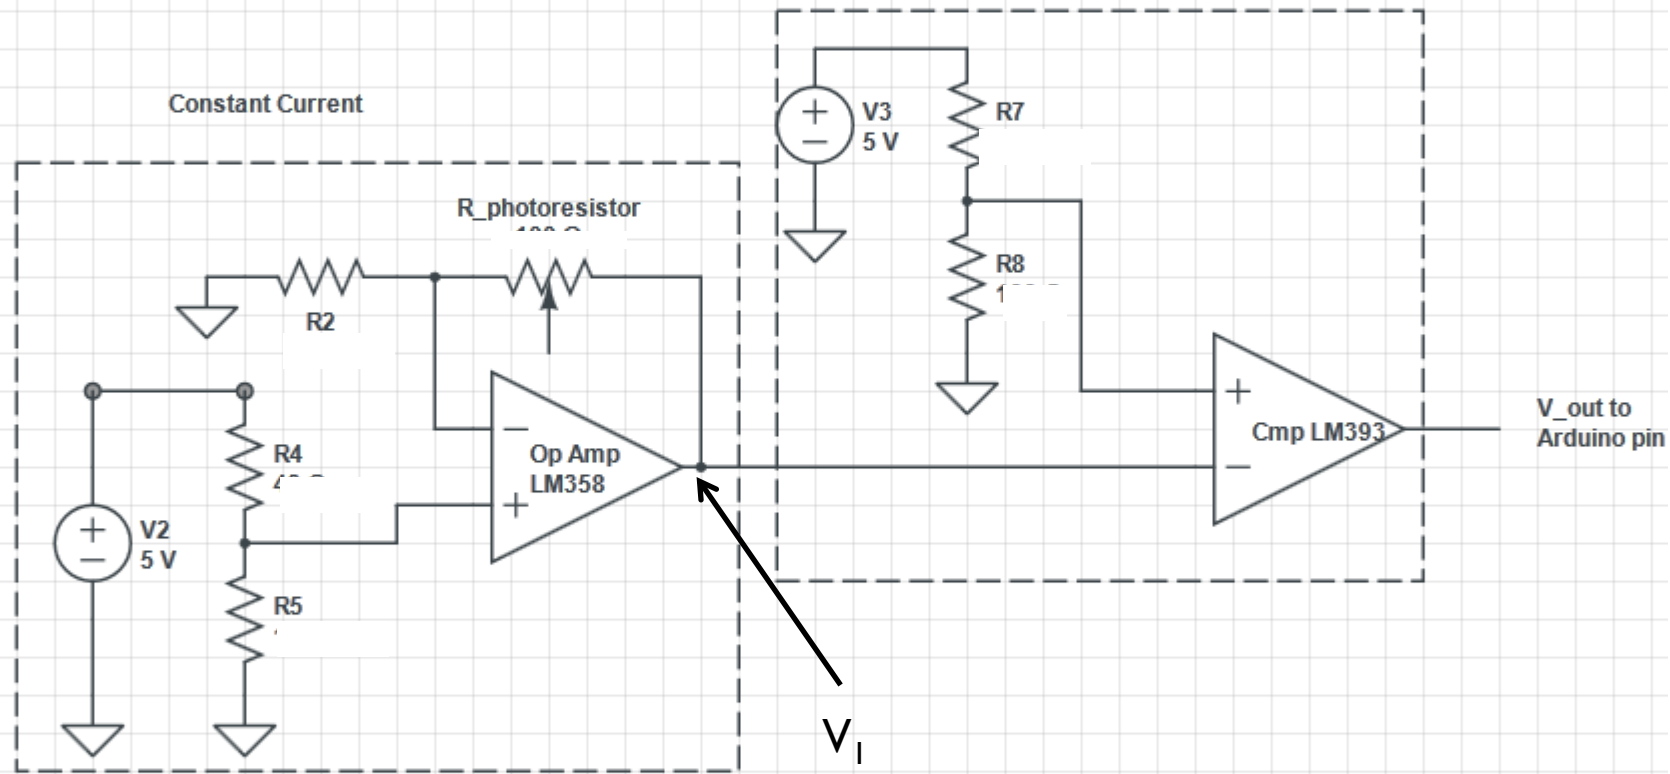 Constant Current
R_photoresistor
R2
R4
V2
5 V
R5
Op Amp
LM358
V3
5 V
R7
R8
Cmp LM393
V_out to
Arduino pin
V_I